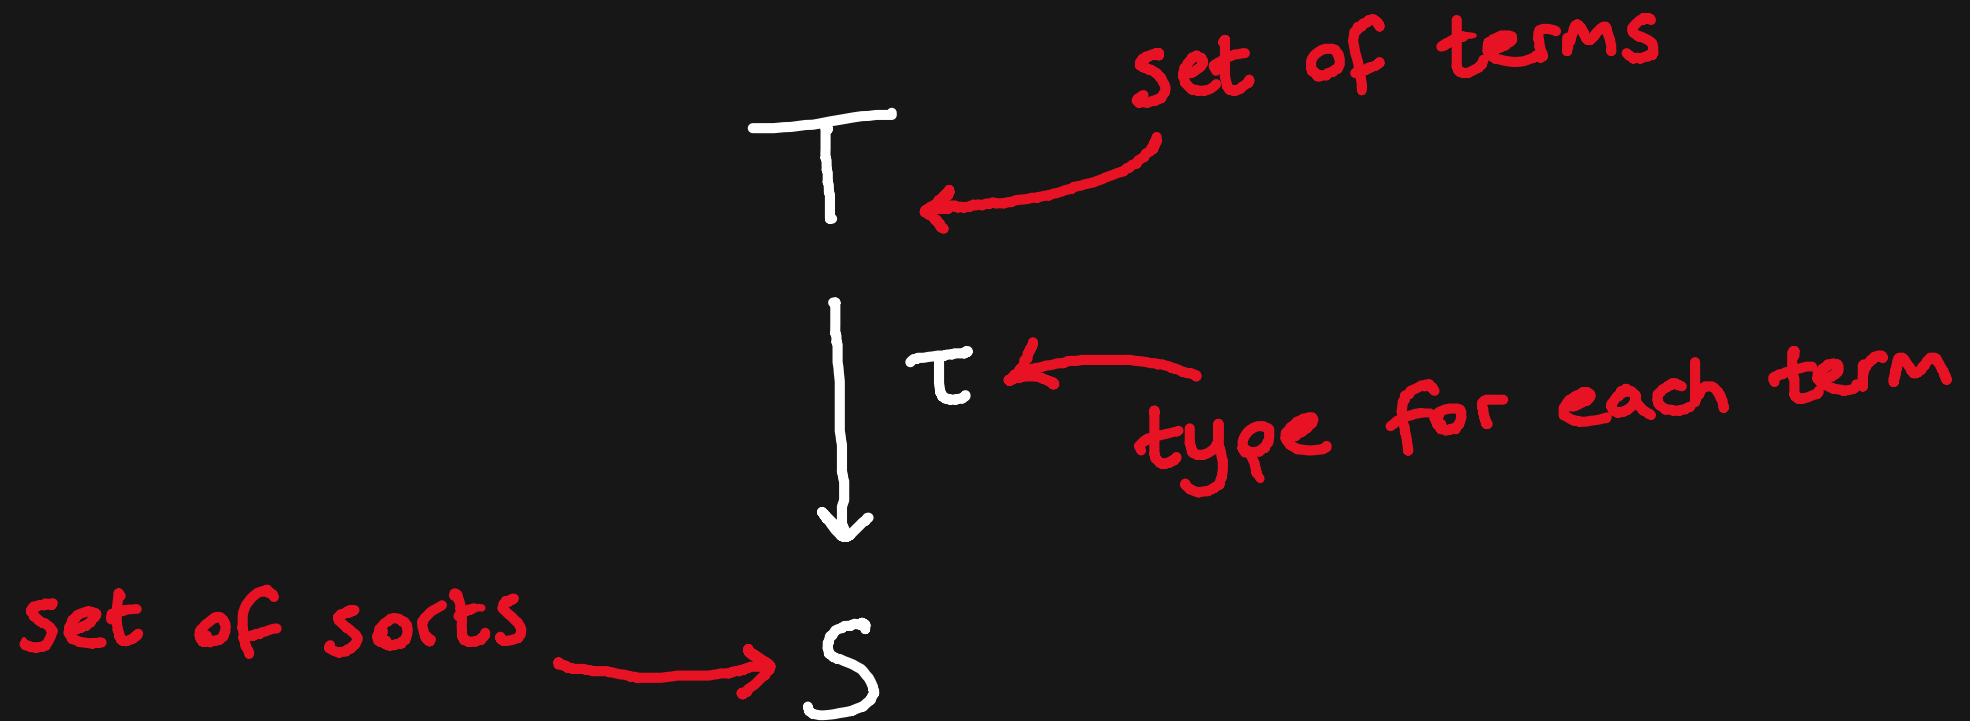 set of terms
T
τ
type for each term
set of sorts
S